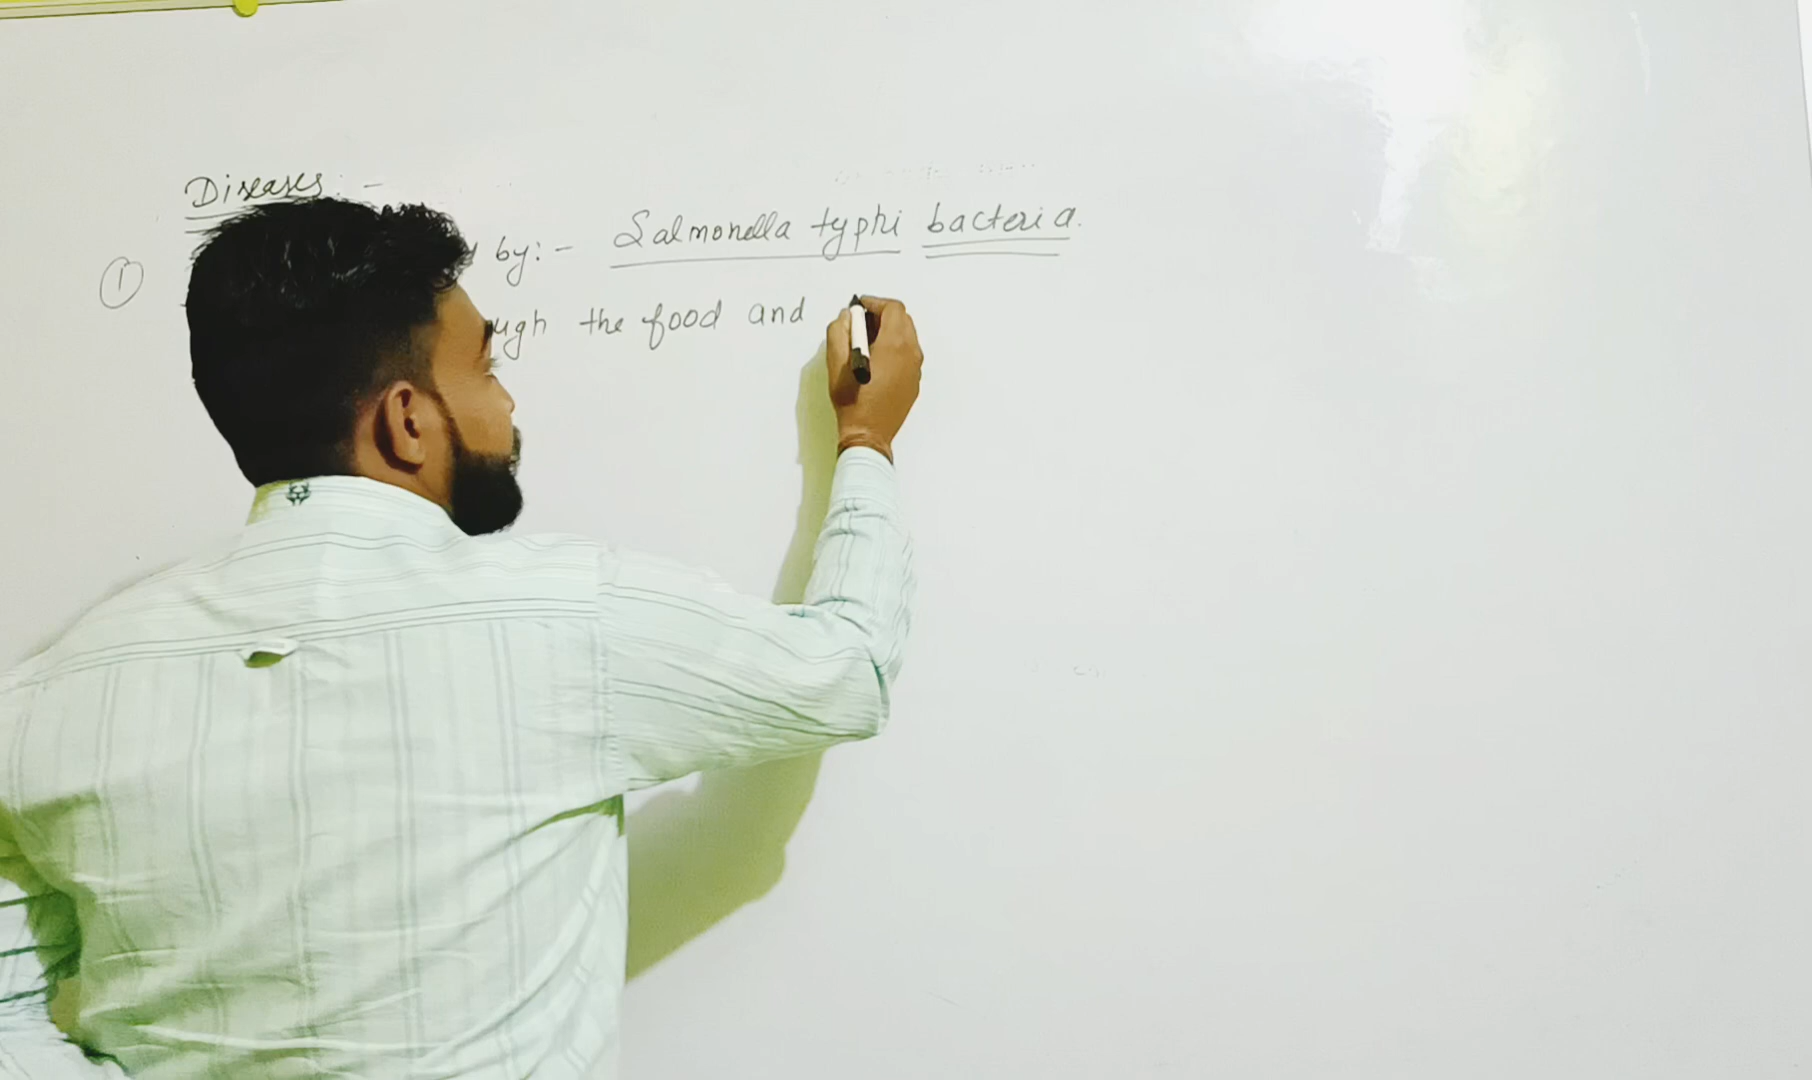 Diseases: -
① by:- Salmonella typhi bacteria.
ugh the food and